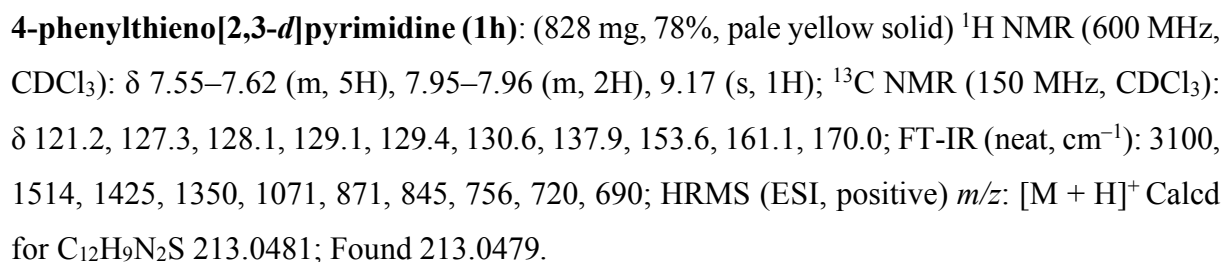 4-phenylthieno[2,3-d]pyrimidine (1h): (828 mg, 78%, pale yellow solid) ¹H NMR (600 MHz,
CDCl₃): δ 7.55–7.62 (m, 5H), 7.95–7.96 (m, 2H), 9.17 (s, 1H); ¹³C NMR (150 MHz, CDCl₃):
δ 121.2, 127.3, 128.1, 129.1, 129.4, 130.6, 137.9, 153.6, 161.1, 170.0; FT-IR (neat, cm⁻¹): 3100,
1514, 1425, 1350, 1071, 871, 845, 756, 720, 690; HRMS (ESI, positive) m/z: [M + H]⁺ Calcd
for C₁₂H₉N₂S 213.0481; Found 213.0479.